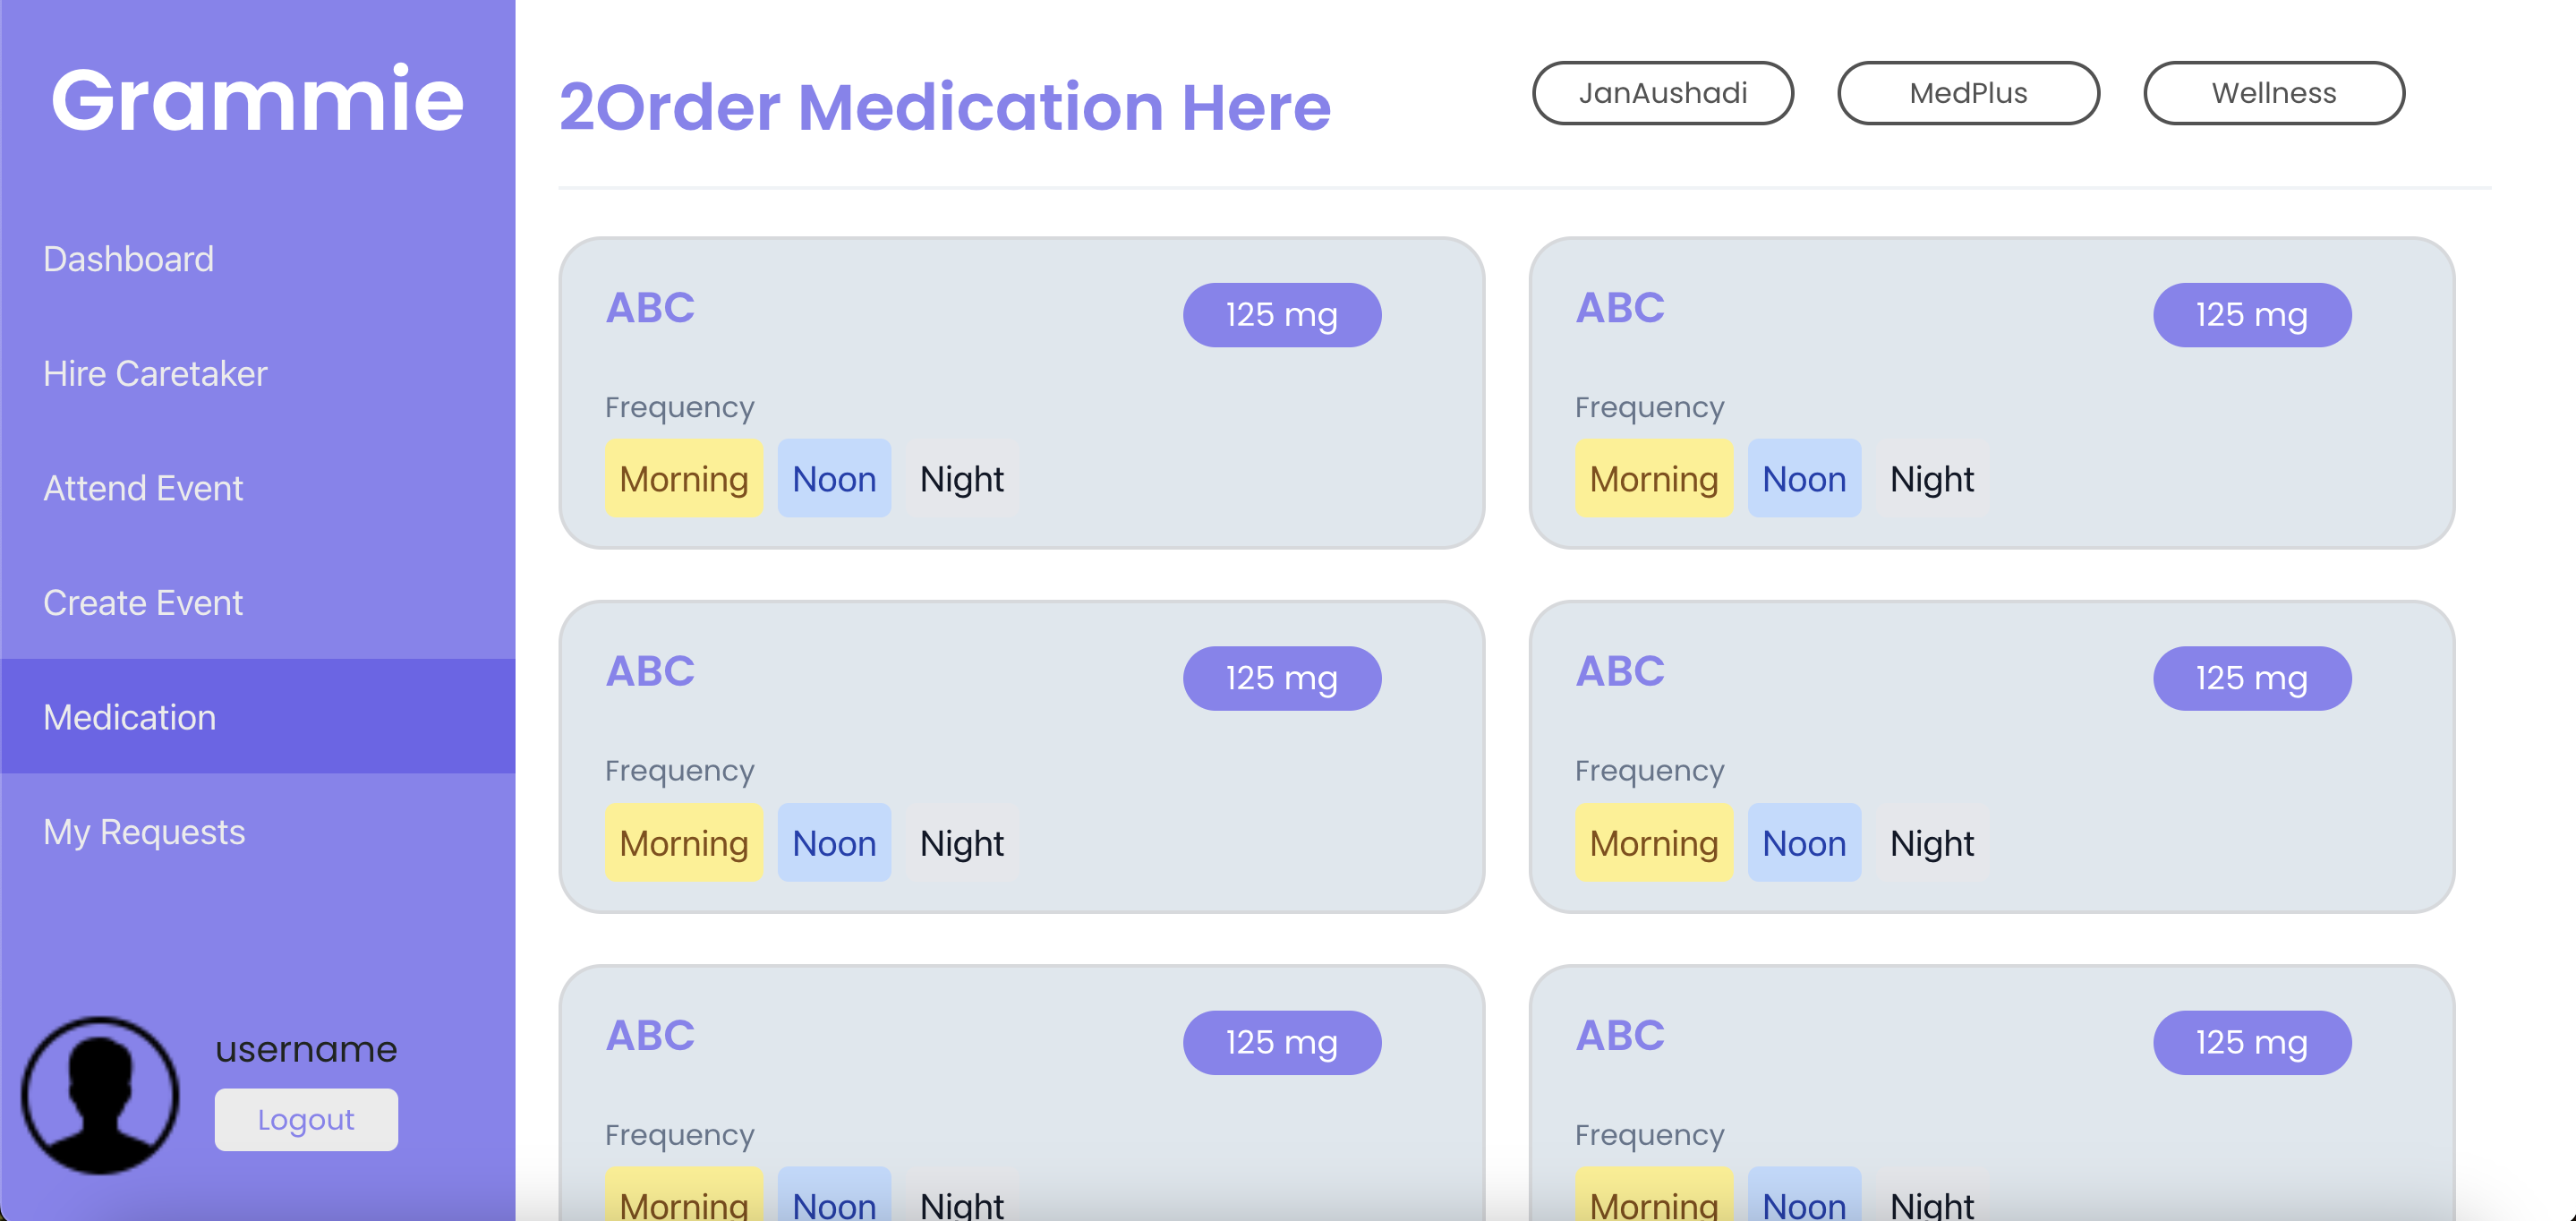 Grammie
Dashboard
Hire Caretaker
Attend Event
Create Event
Medication
My Requests
username
Logout
2Order Medication Here
JanAushadi MedPlus Wellness
ABC 125 mg
Frequency
Morning Noon Night
ABC 125 mg
Frequency
Morning Noon Night
ABC 125 mg
Frequency
Morning Noon Night
ABC 125 mg
Frequency
Morning Noon Night
ABC 125 mg
Frequency
Morning Noon Night
ABC 125 mg
Frequency
Morning Noon Night